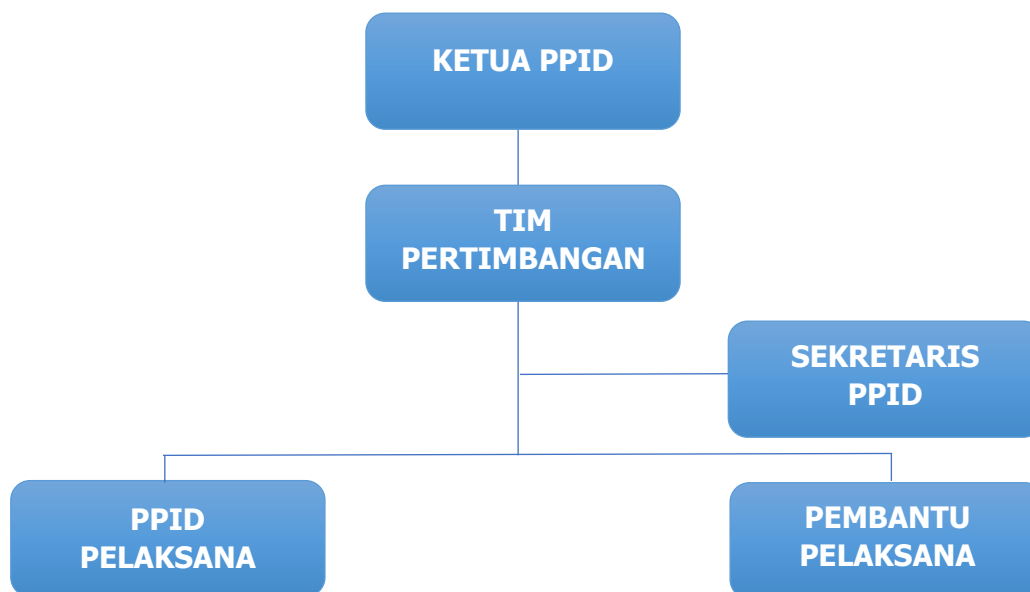 KETUA PPID
TIM
PERTIMBANGAN
SEKRETARIS
PPID
PPID
PELAKSANA
PEMBANTU
PELAKSANA